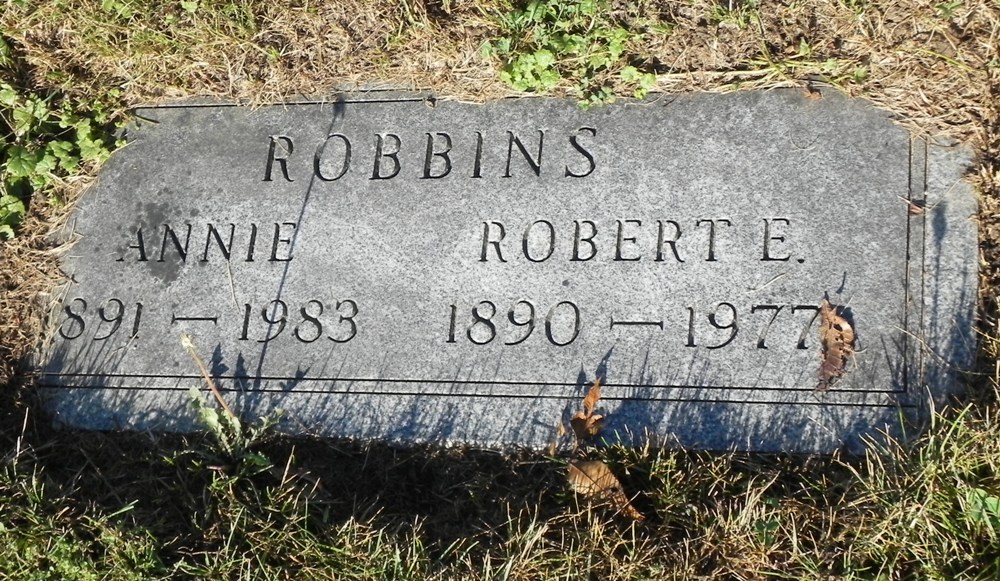 ROBBINS
ANNIE ROBERT E.
891 — 1983 1890 — 1977